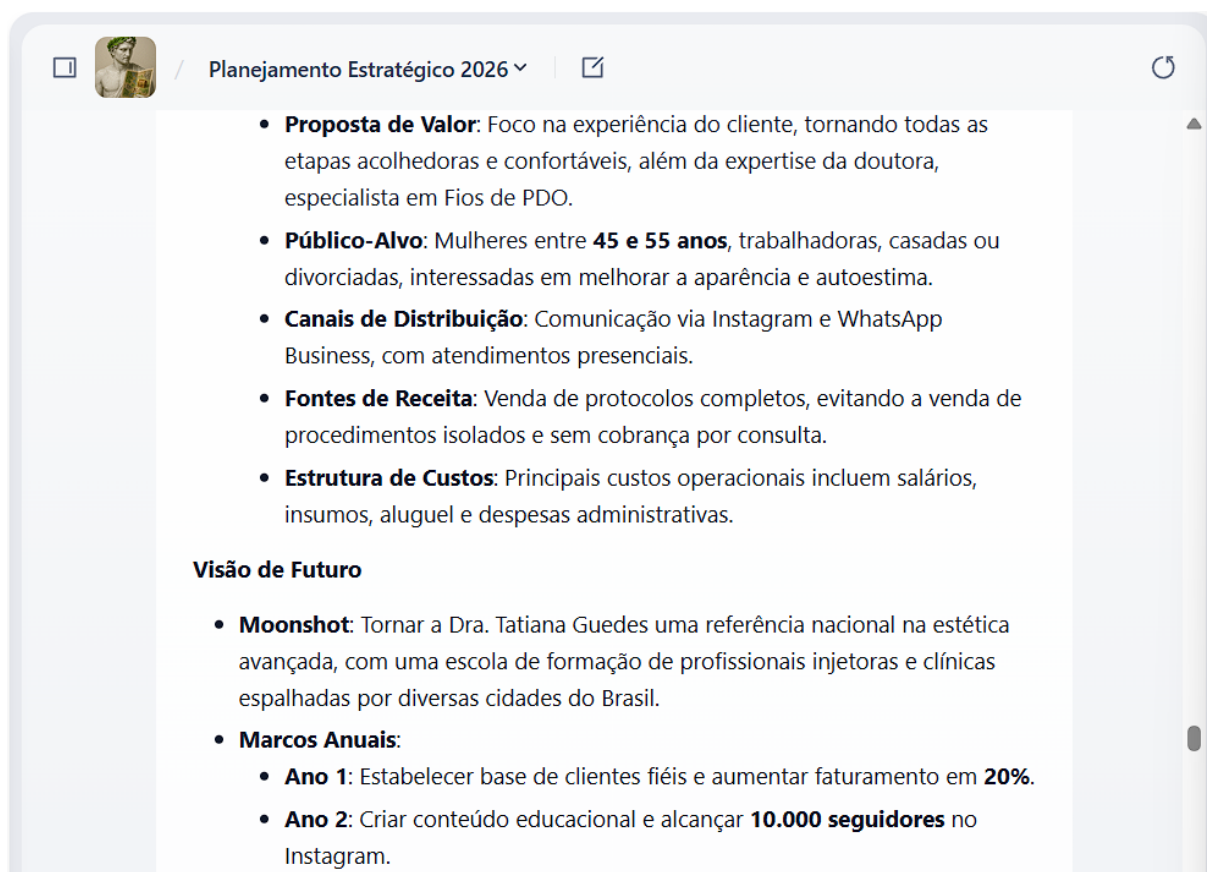 / Planejamento Estratégico 2026
• Proposta de Valor: Foco na experiência do cliente, tornando todas as
etapas acolhedoras e confortáveis, além da expertise da doutora,
especialista em Fios de PDO.
• Público-Alvo: Mulheres entre 45 e 55 anos, trabalhadoras, casadas ou
divorciadas, interessadas em melhorar a aparência e autoestima.
• Canais de Distribuição: Comunicação via Instagram e WhatsApp
Business, com atendimentos presenciais.
• Fontes de Receita: Venda de protocolos completos, evitando a venda de
procedimentos isolados e sem cobrança por consulta.
• Estrutura de Custos: Principais custos operacionais incluem salários,
insumos, aluguel e despesas administrativas.
Visão de Futuro
• Moonshot: Tornar a Dra. Tatiana Guedes uma referência nacional na estética
avançada, com uma escola de formação de profissionais injetoras e clínicas
espalhadas por diversas cidades do Brasil.
• Marcos Anuais:
• Ano 1: Estabelecer base de clientes fiéis e aumentar faturamento em 20%.
• Ano 2: Criar conteúdo educacional e alcançar 10.000 seguidores no
Instagram.